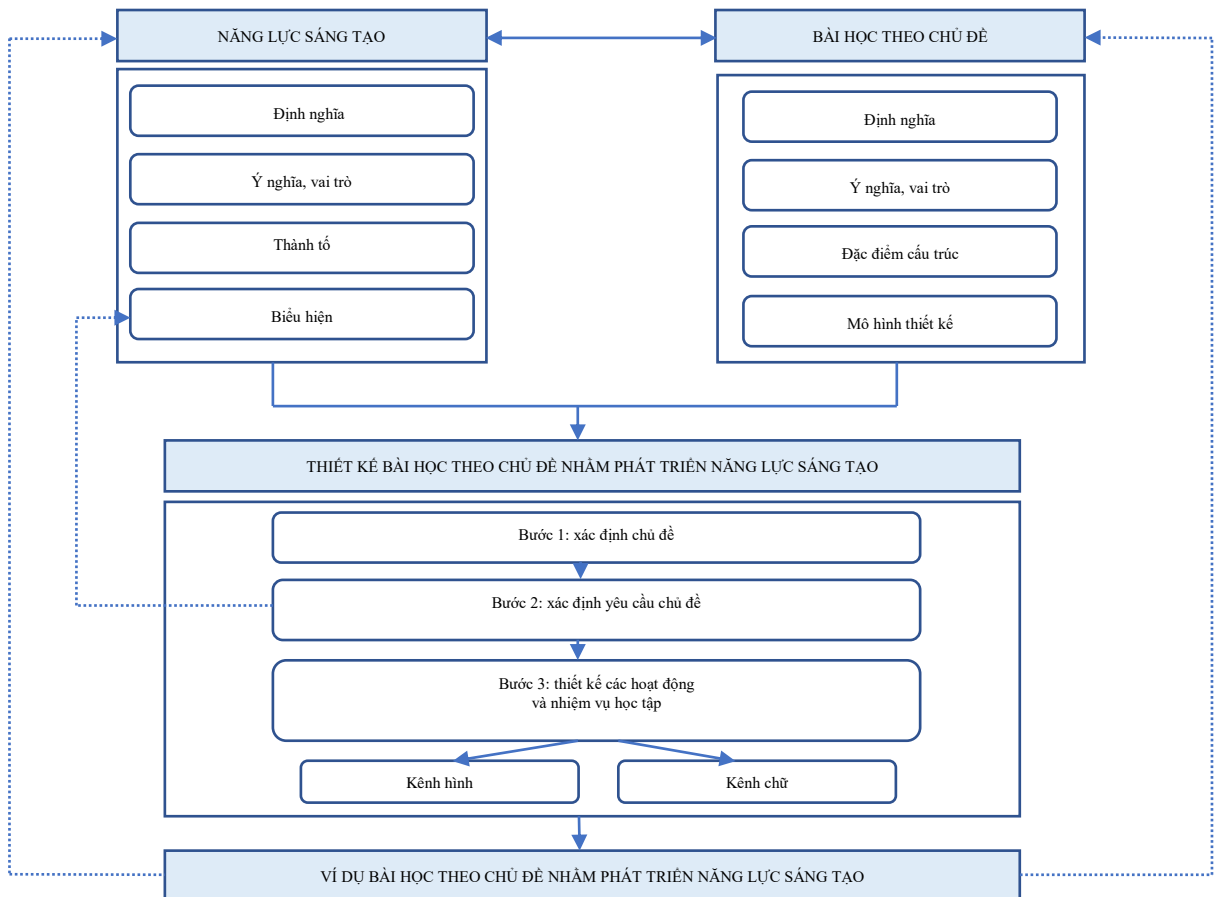 NĂNG LỰC SÁNG TẠO
BÀI HỌC THEO CHỦ ĐỀ
Định nghĩa
Ý nghĩa, vai trò
Thành tố
Biểu hiện
Định nghĩa
Ý nghĩa, vai trò
Đặc điểm cấu trúc
Mô hình thiết kế
THIẾT KẾ BÀI HỌC THEO CHỦ ĐỀ NHẰM PHÁT TRIỂN NĂNG LỰC SÁNG TẠO
Bước 1: xác định chủ đề
Bước 2: xác định yêu cầu chủ đề
Bước 3: thiết kế các hoạt động
và nhiệm vụ học tập
Kênh hình
Kênh chữ
VÍ DỤ BÀI HỌC THEO CHỦ ĐỀ NHẰM PHÁT TRIỂN NĂNG LỰC SÁNG TẠO